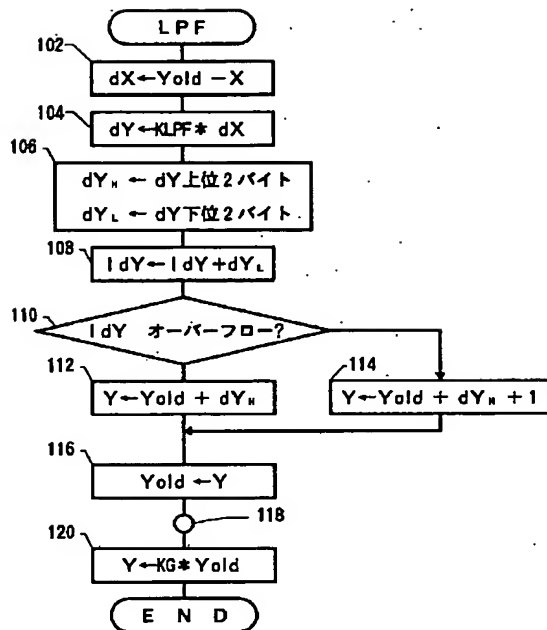 LPF
102
dX←Yold -X
104
dY←KLPF* dX
106
dYH ← dY上位2バイト
dYL ← dY下位2バイト
108
IdY←IdY+dYL
110
IdY オーバーフロー?
112
Y←Yold + dYH
114
Y←Yold + dYH +1
116
Yold ←Y
118
120
Y←KG*Yold
END